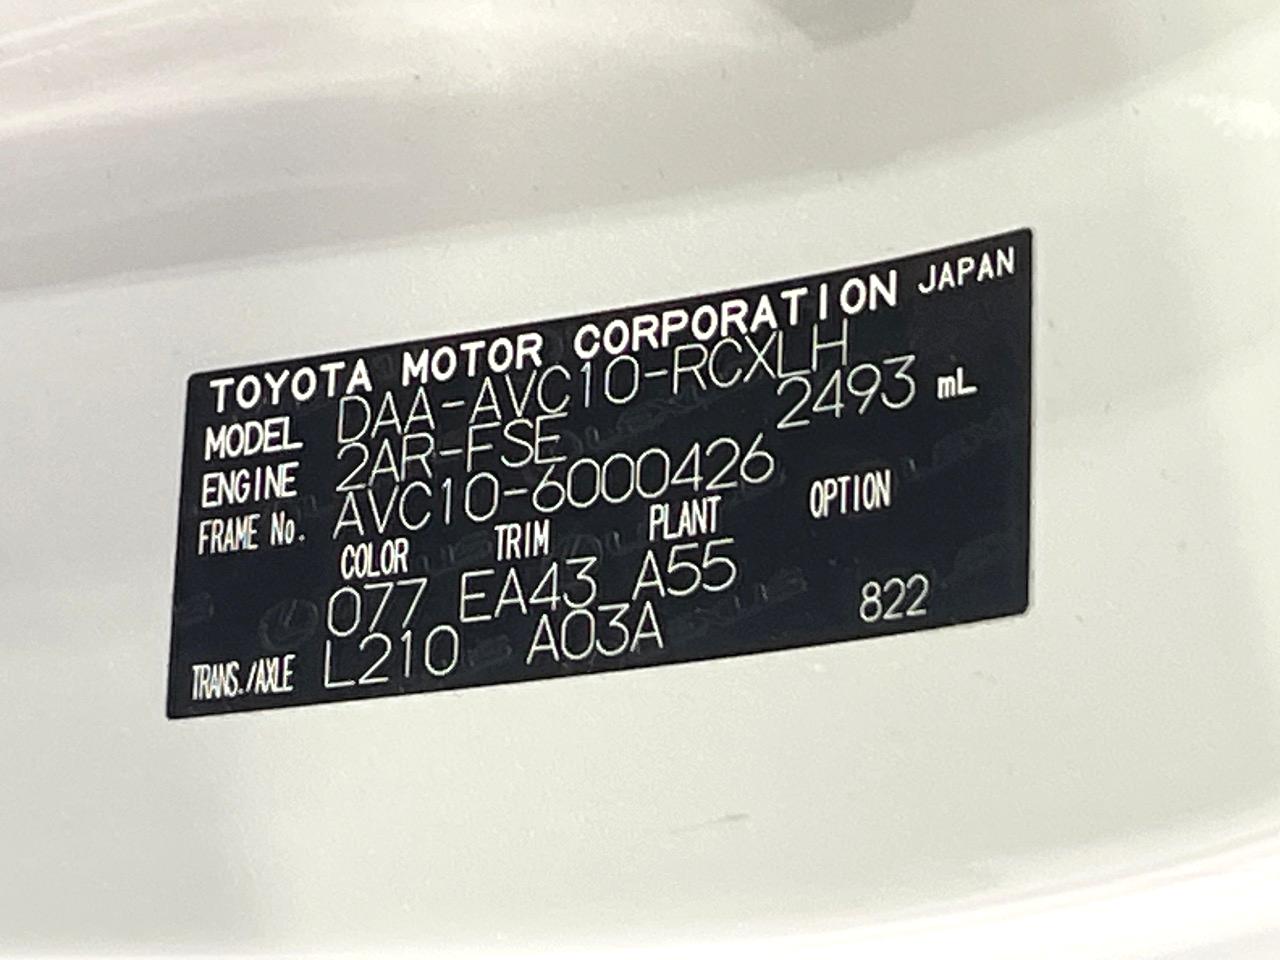 TOYOTA MOTOR CORPORATION JAPAN
MODEL DAA-AVC10-RCXLH
ENGINE 2AR-FSE 2493 mL
FRAME No. AVC10-6000426
COLOR TRIM PLANT OPTION
077 EA43 A55
TRANS./AXLE L210 A03A 822